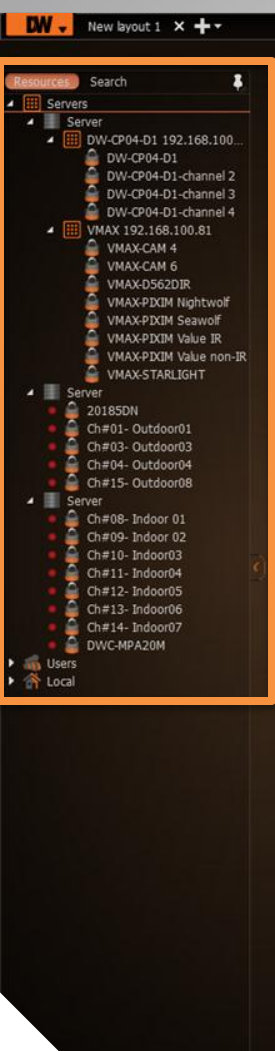 DW New layout 1
Resources Search
Servers
Server
DW-CP04-D1 192.168.100...
DW-CP04-D1
DW-CP04-D1-channel 2
DW-CP04-D1-channel 3
DW-CP04-D1-channel 4
VMAX 192.168.100.81
VMAX-CAM 4
VMAX-CAM 6
VMAX-D562DIR
VMAX-PIXIM Nightwolf
VMAX-PIXIM Seawolf
VMAX-PIXIM Value IR
VMAX-PIXIM Value non-IR
VMAX-STARLIGHT
Server
20185DN
Ch#01- Outdoor01
Ch#03- Outdoor03
Ch#04- Outdoor04
Ch#15- Outdoor08
Server
Ch#08- Indoor 01
Ch#09- Indoor 02
Ch#10- Indoor03
Ch#11- Indoor04
Ch#12- Indoor05
Ch#13- Indoor06
Ch#14- Indoor07
DWC-MPA20M
Users
Local